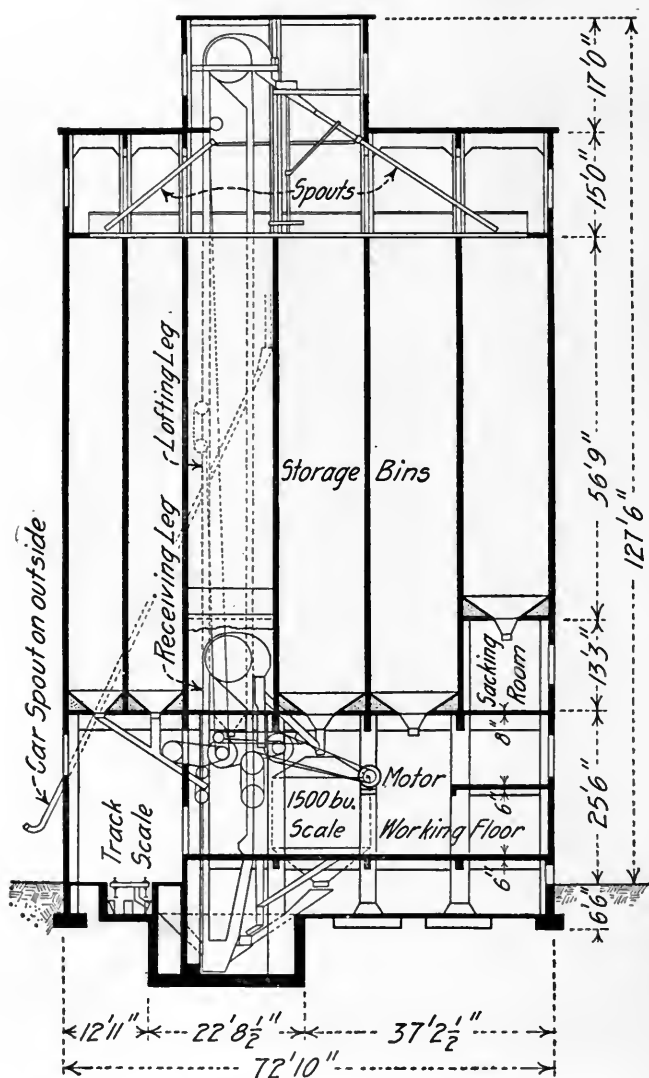 17'0"
15'0"
Spouts
56'9"
127'6"
Lofting Leg
Receiving Leg
Storage Bins
Car Spout on outside
Sacking
Room
13'3"
8"
25'6"
Motor
6"
1500 bu.
Scale
Working Floor
Track
Scale
6"
6'6"
12'11"
22'8½"
37'2½"
72'10"